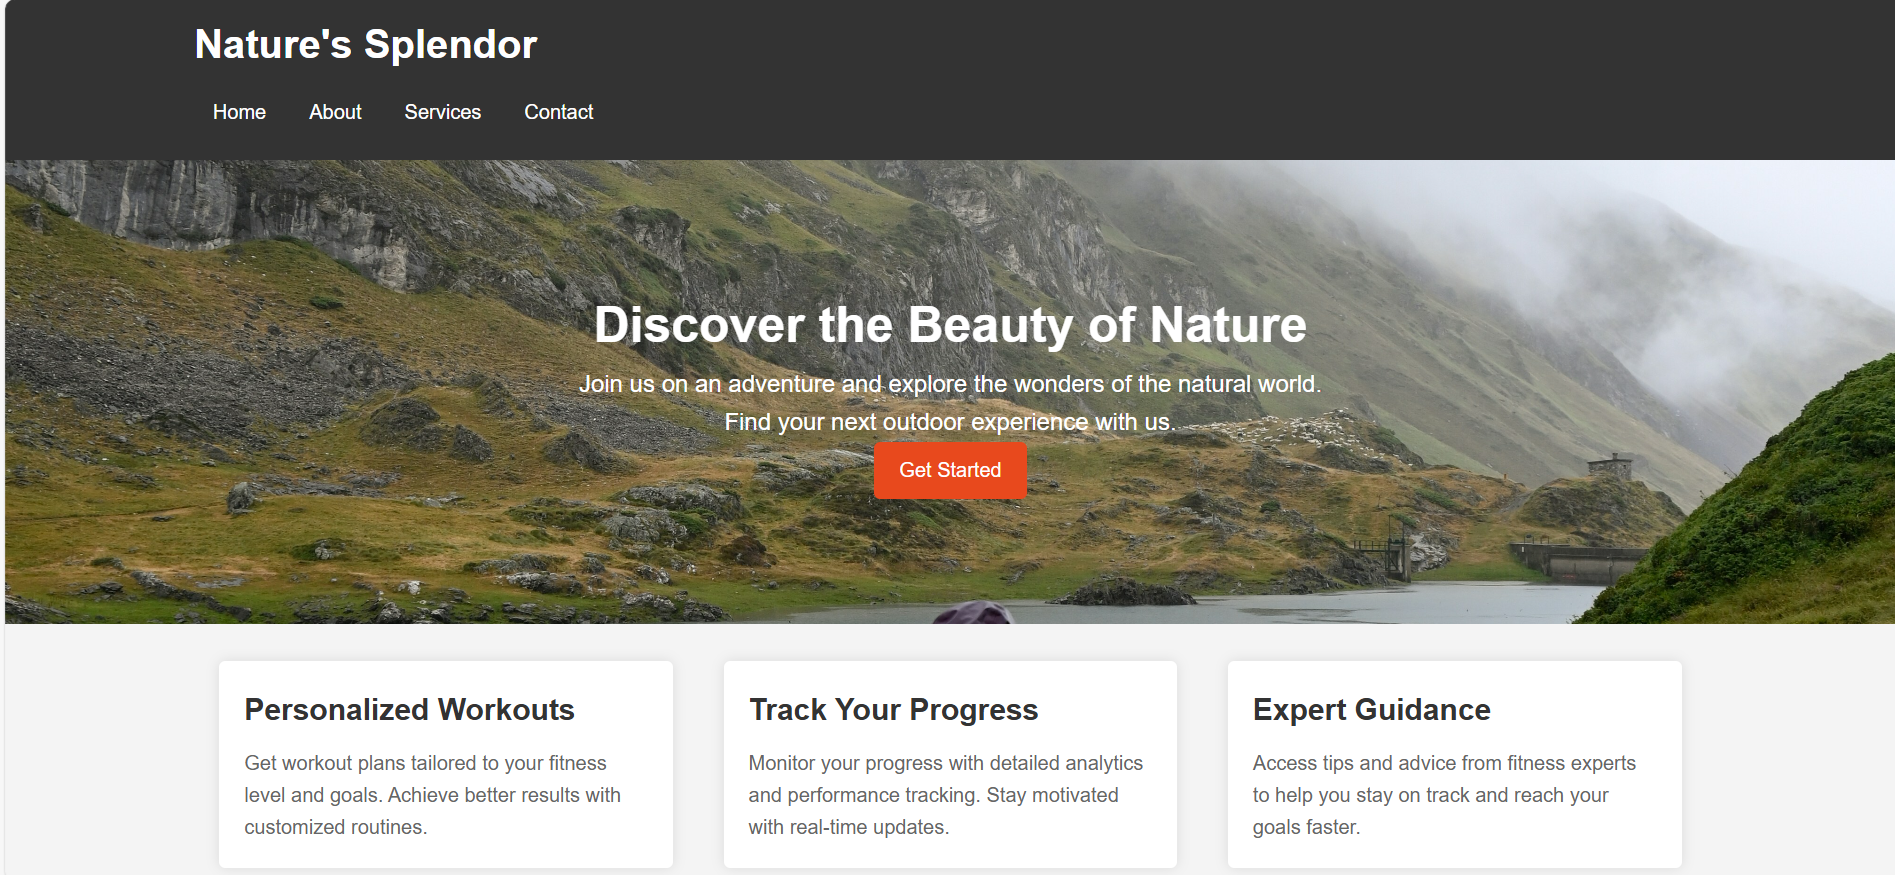 Nature's Splendor
Home About Services Contact
Discover the Beauty of Nature
Join us on an adventure and explore the wonders of the natural world.
Find your next outdoor experience with us.
Get Started
Personalized Workouts
Get workout plans tailored to your fitness
level and goals. Achieve better results with
customized routines.
Track Your Progress
Monitor your progress with detailed analytics
and performance tracking. Stay motivated
with real-time updates.
Expert Guidance
Access tips and advice from fitness experts
to help you stay on track and reach your
goals faster.